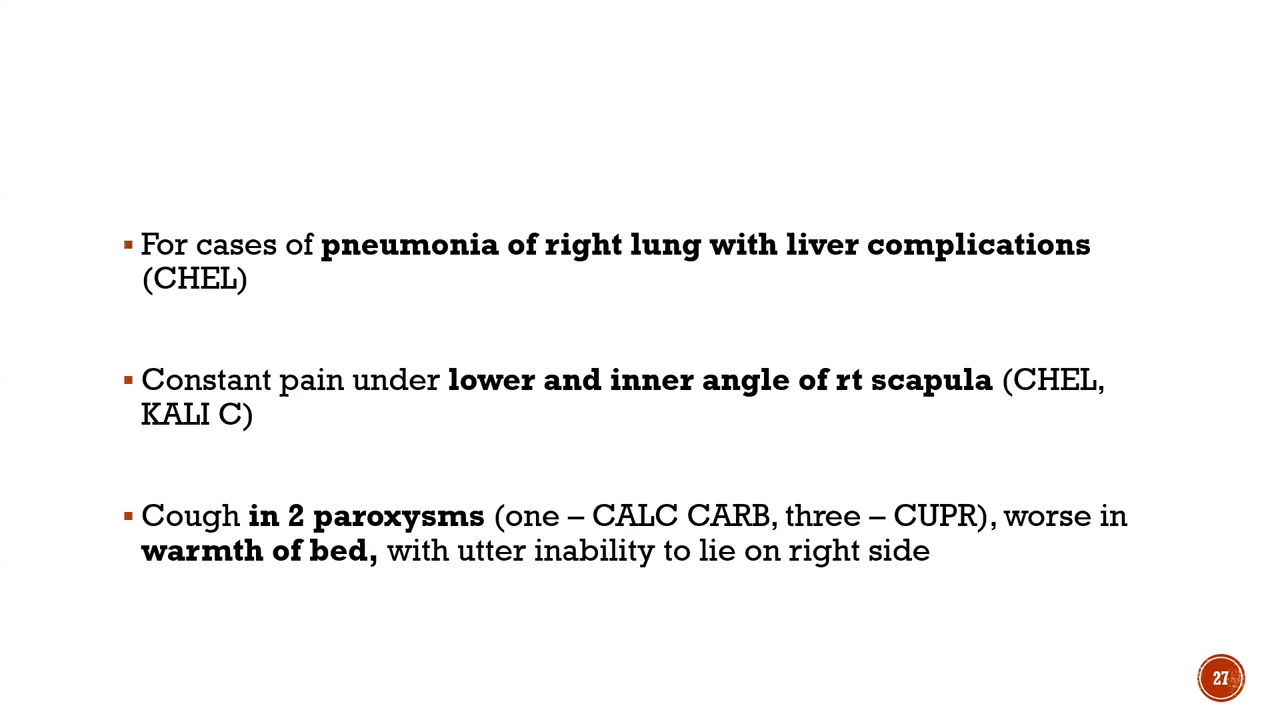 ▪ For cases of pneumonia of right lung with liver complications
(CHEL)
▪ Constant pain under lower and inner angle of rt scapula (CHEL,
KALI C)
▪ Cough in 2 paroxysms (one – CALC CARB, three – CUPR), worse in
warmth of bed, with utter inability to lie on right side
27